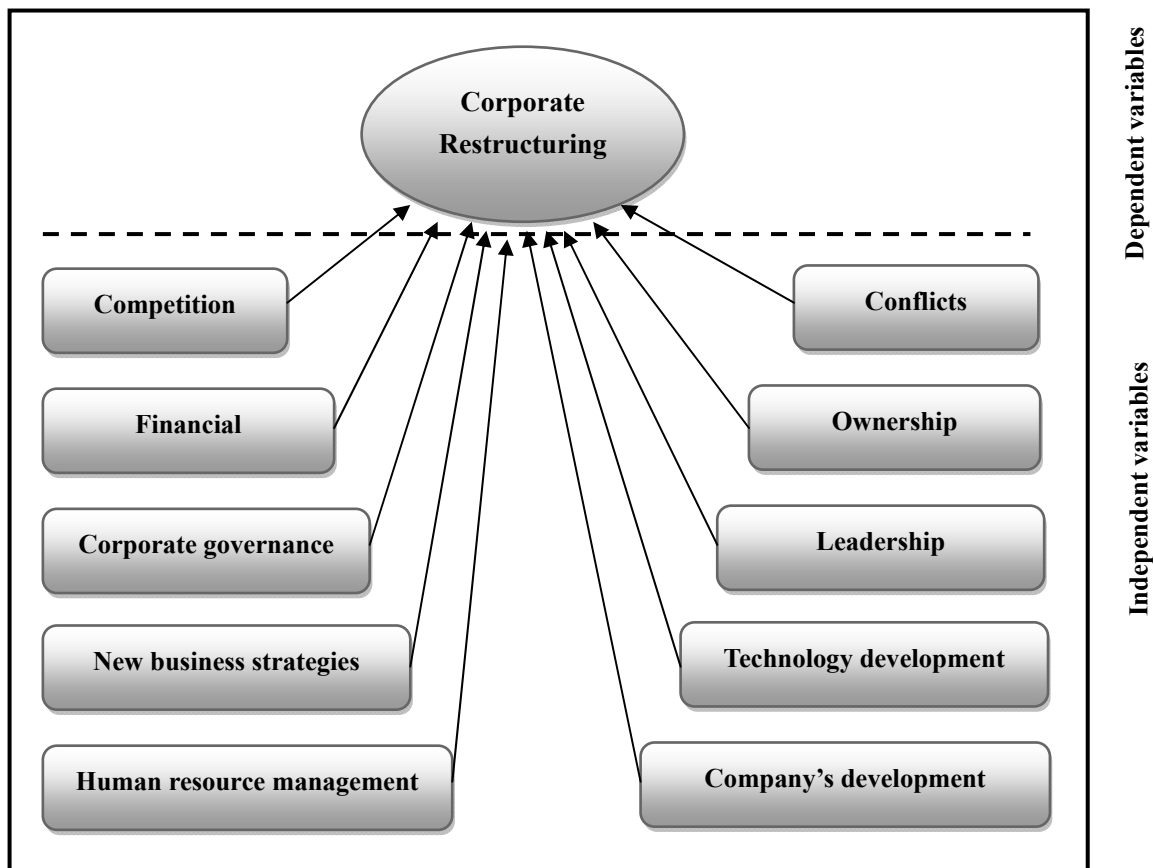 Corporate
Restructuring
Dependent variables
Competition
Conflicts
Financial
Ownership
Independent variables
Corporate governance
Leadership
New business strategies
Technology development
Human resource management
Company’s development